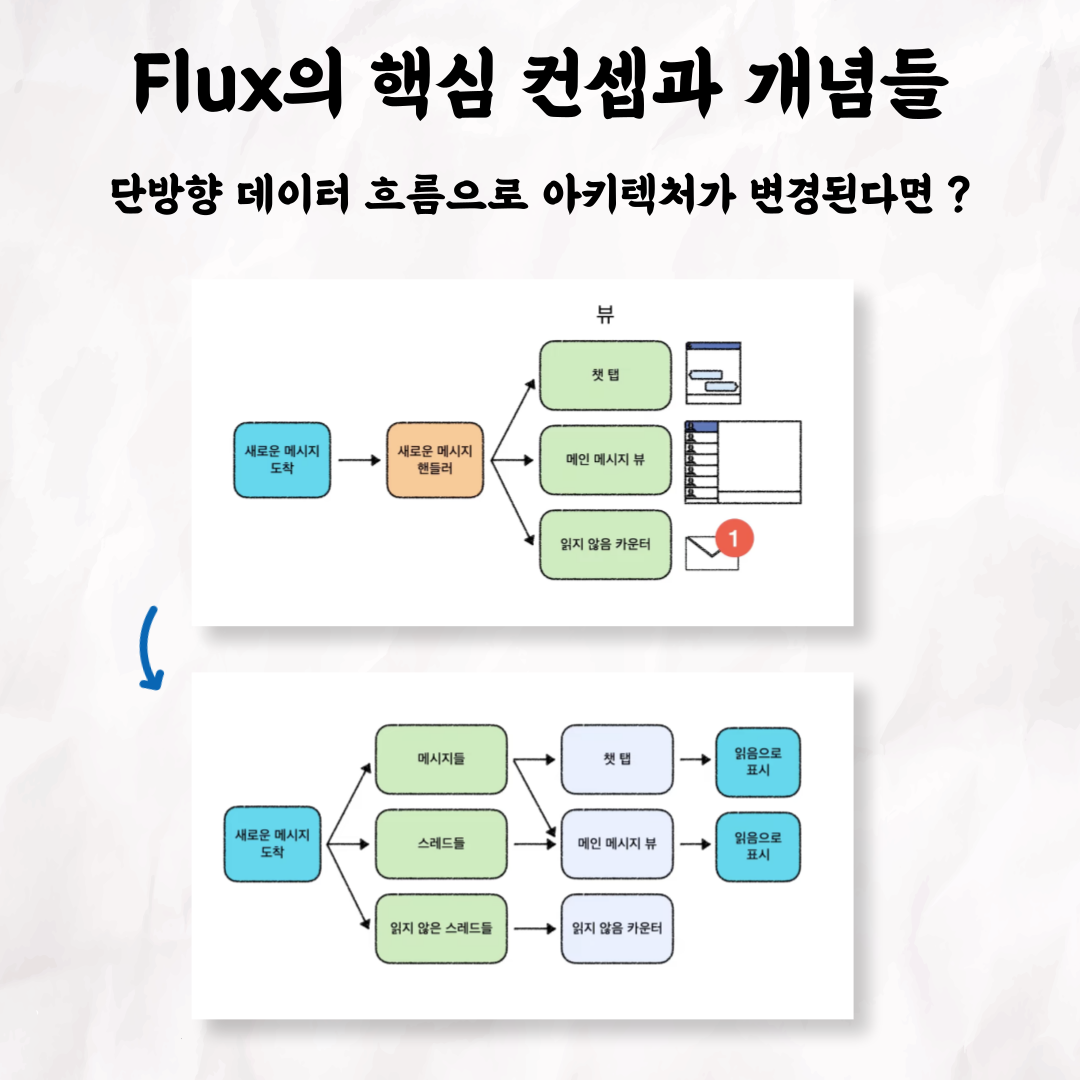 Flux의 핵심 컨셉과 개념들
단방향 데이터 흐름으로 아키텍처가 변경된다면 ?
뷰
챗 탭
새로운 메시지
도착
새로운 메시지
핸들러
메인 메시지 뷰
읽지 않음 카운터
1
메시지들
챗 탭
읽음으로
표시
새로운 메시지
도착
스레드들
메인 메시지 뷰
읽음으로
표시
읽지 않은 스레드들
읽지 않음 카운터